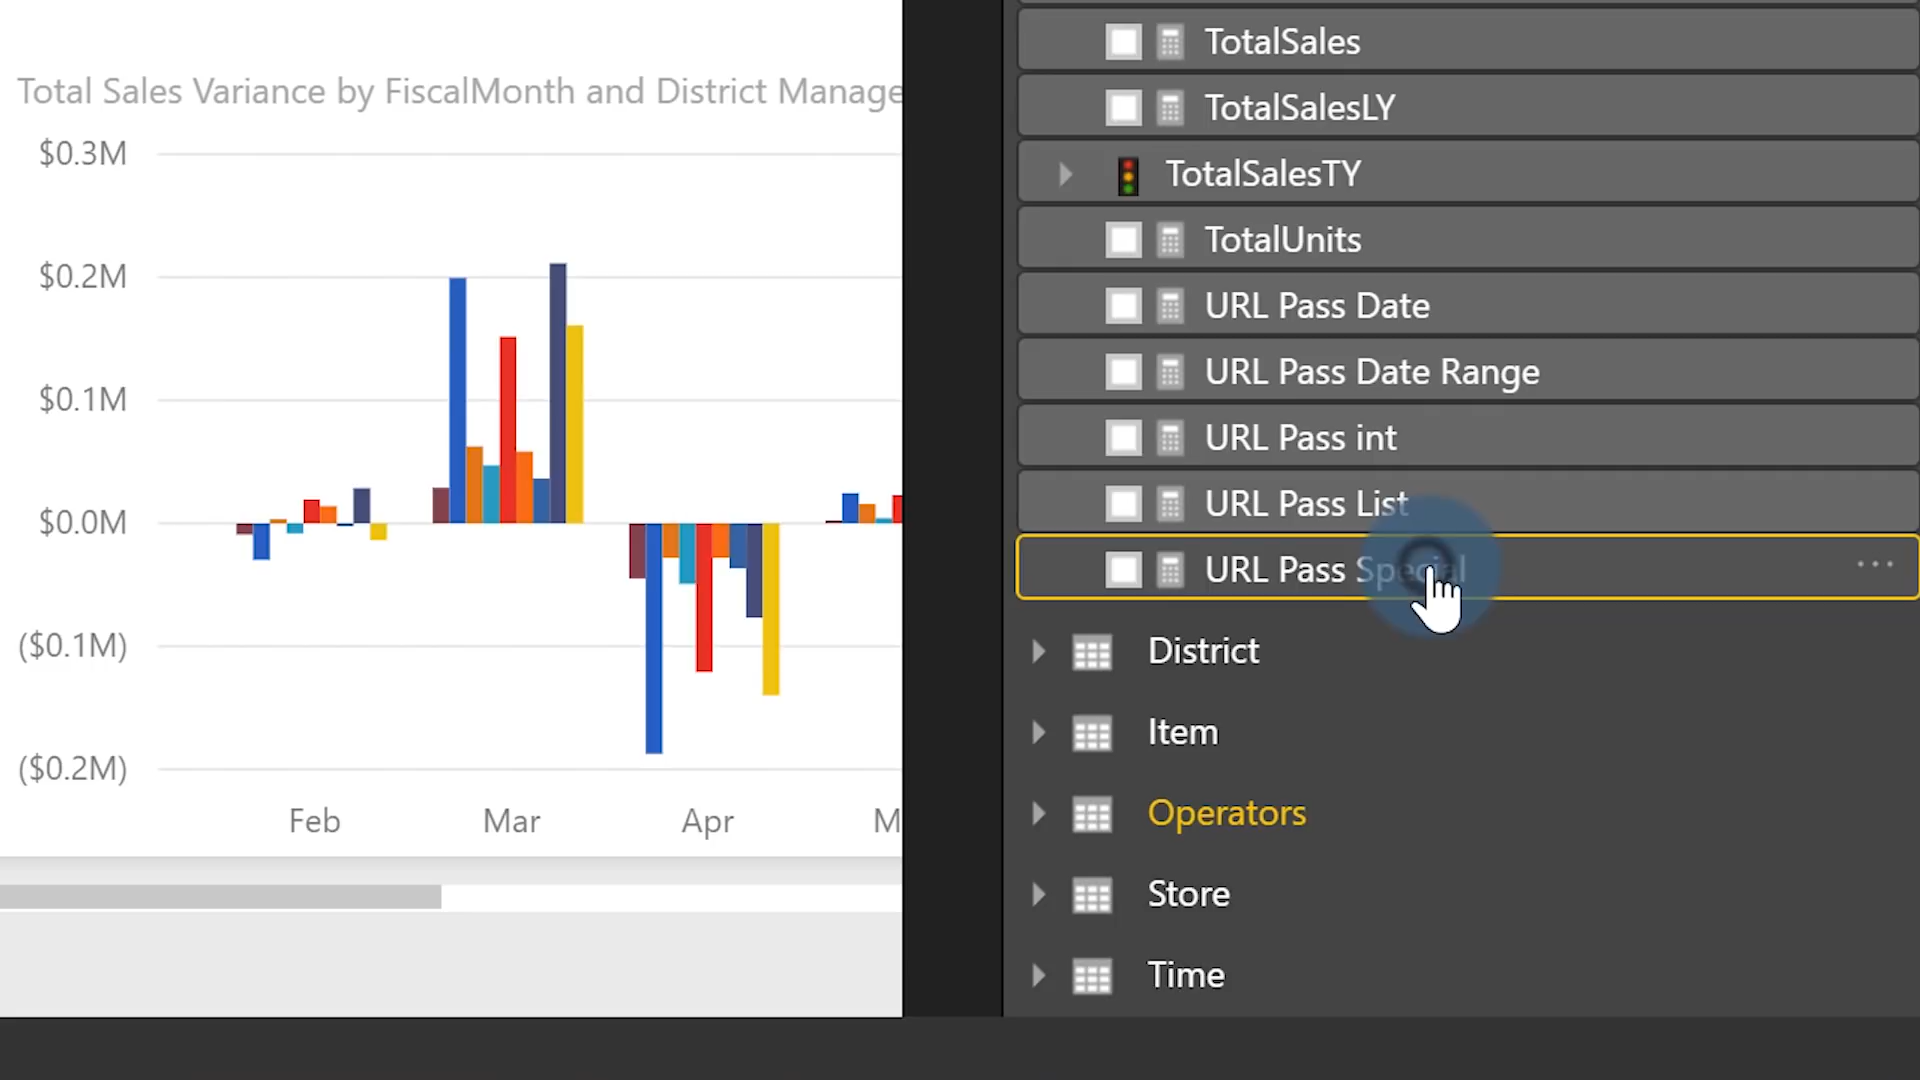 Total Sales Variance by FiscalMonth and District Manage
$0.3M
$0.2M
$0.1M
$0.0M
($0.1M)
($0.2M)
Feb Mar Apr M
TotalSales
TotalSalesLY
TotalSalesTY
TotalUnits
URL Pass Date
URL Pass Date Range
URL Pass int
URL Pass List
URL Pass Special
District
Item
Operators
Store
Time